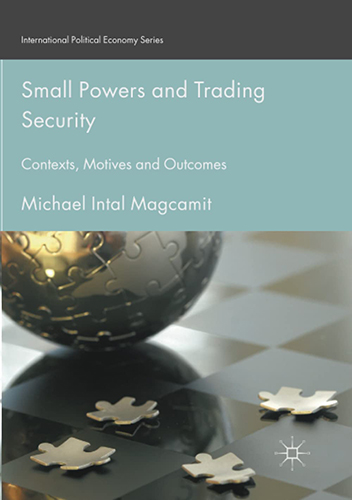 International Political Economy Series
Small Powers and Trading
Security
Contexts, Motives and Outcomes
Michael Intal Magcamit